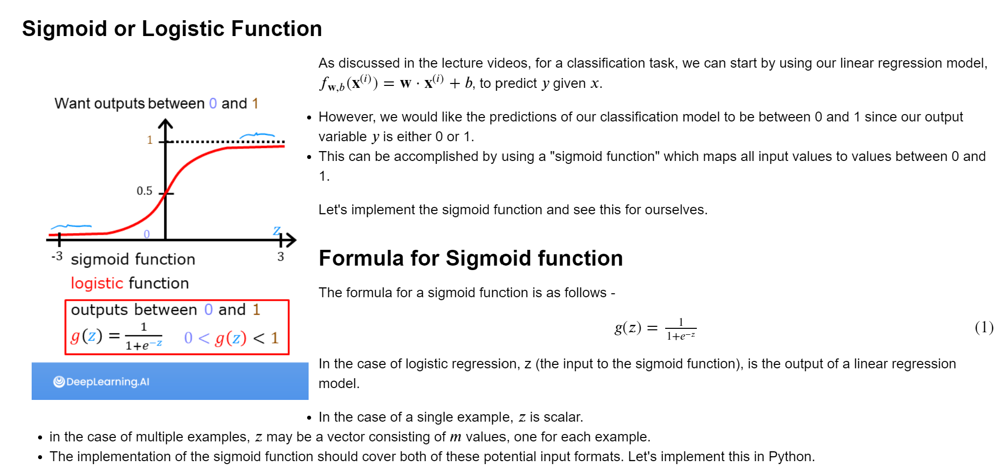 Sigmoid or Logistic Function
Want outputs between 0 and 1
1
0.5
0
z
-3
3
sigmoid function
logistic function
outputs between 0 and 1
g(z) = 1/(1+e^{-z})   0 < g(z) < 1
DeepLearning.AI
As discussed in the lecture videos, for a classification task, we can start by using our linear regression model,
f_{w,b}(x^{(i)}) = w · x^{(i)} + b, to predict y given x.
• However, we would like the predictions of our classification model to be between 0 and 1 since our output
variable y is either 0 or 1.
• This can be accomplished by using a "sigmoid function" which maps all input values to values between 0 and
1.
Let's implement the sigmoid function and see this for ourselves.
Formula for Sigmoid function
The formula for a sigmoid function is as follows -
g(z) = 1/(1+e^{-z})   (1)
In the case of logistic regression, z (the input to the sigmoid function), is the output of a linear regression
model.
• In the case of a single example, z is scalar.
• in the case of multiple examples, z may be a vector consisting of m values, one for each example.
• The implementation of the sigmoid function should cover both of these potential input formats. Let's implement this in Python.